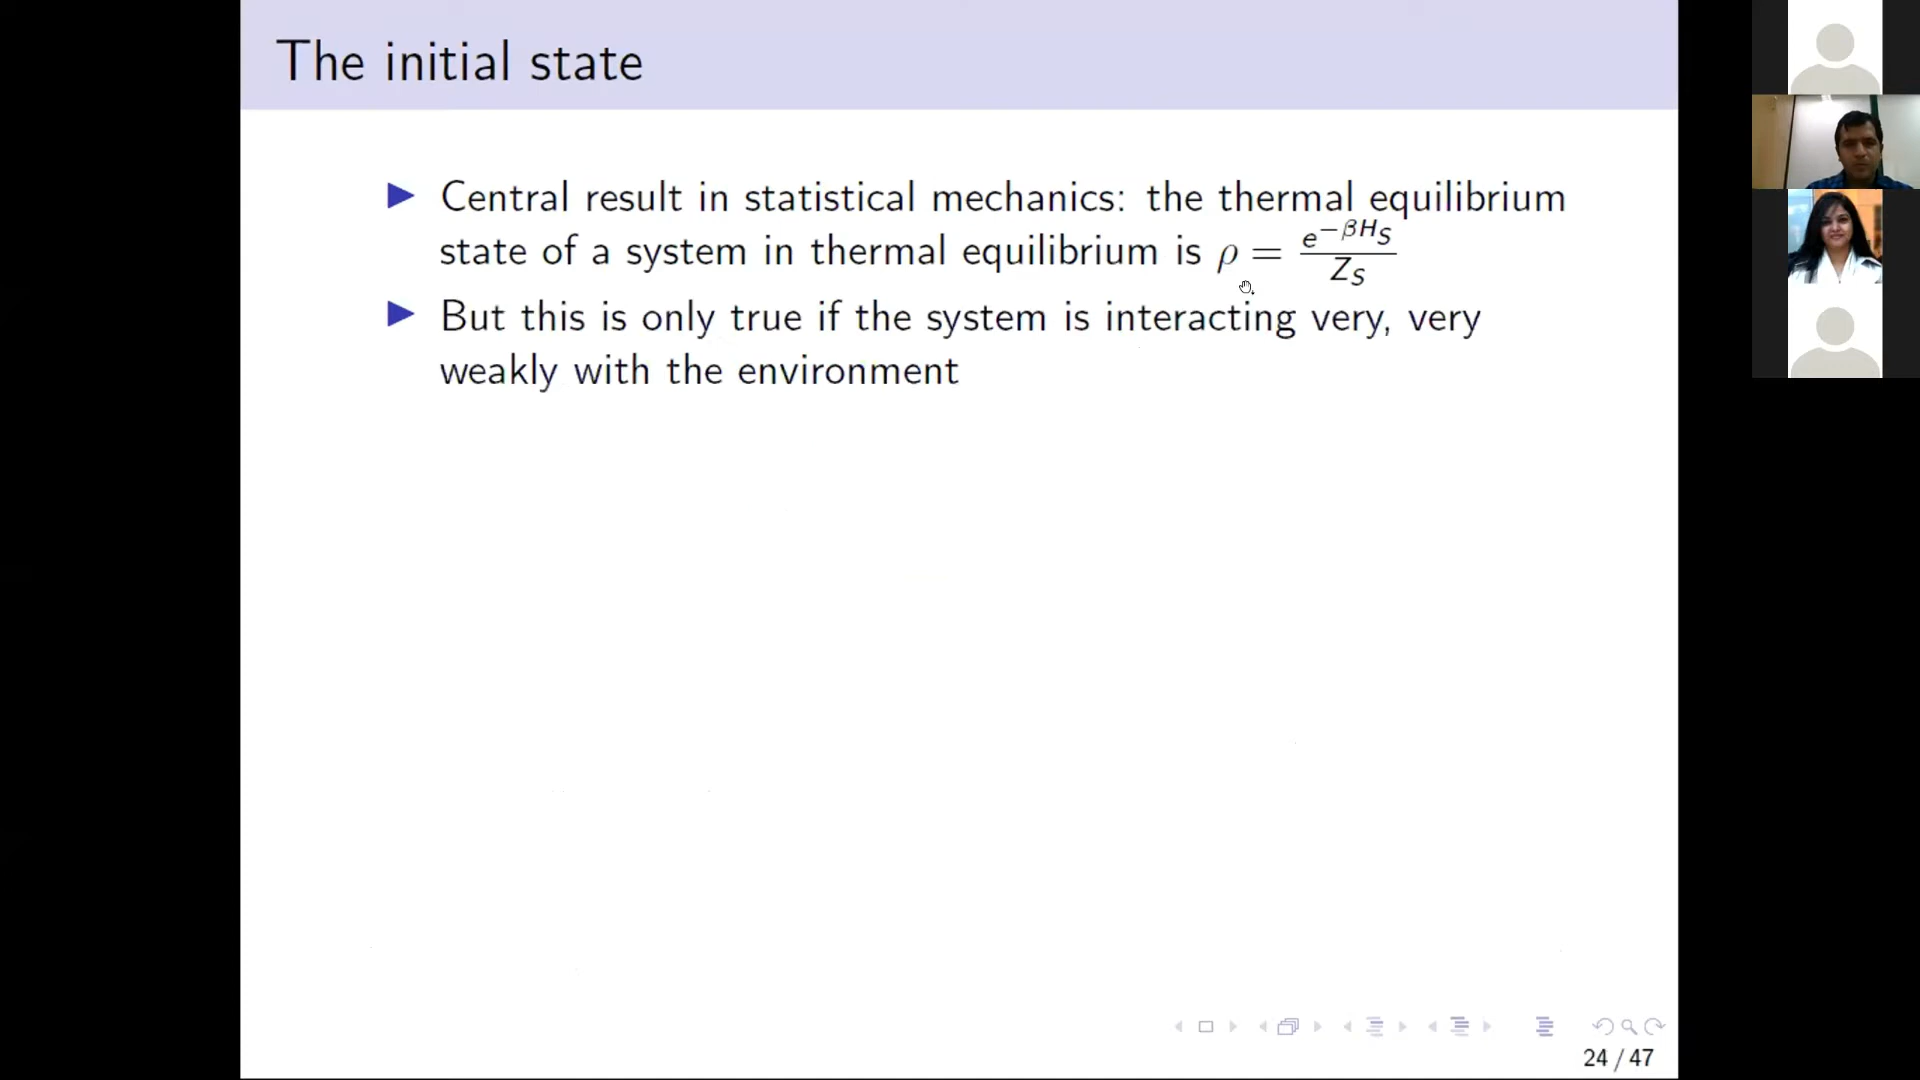 The initial state
▶ Central result in statistical mechanics: the thermal equilibrium
state of a system in thermal equilibrium is ρ = e^{−βH_S} / Z_S
▶ But this is only true if the system is interacting very, very
weakly with the environment
24 / 47